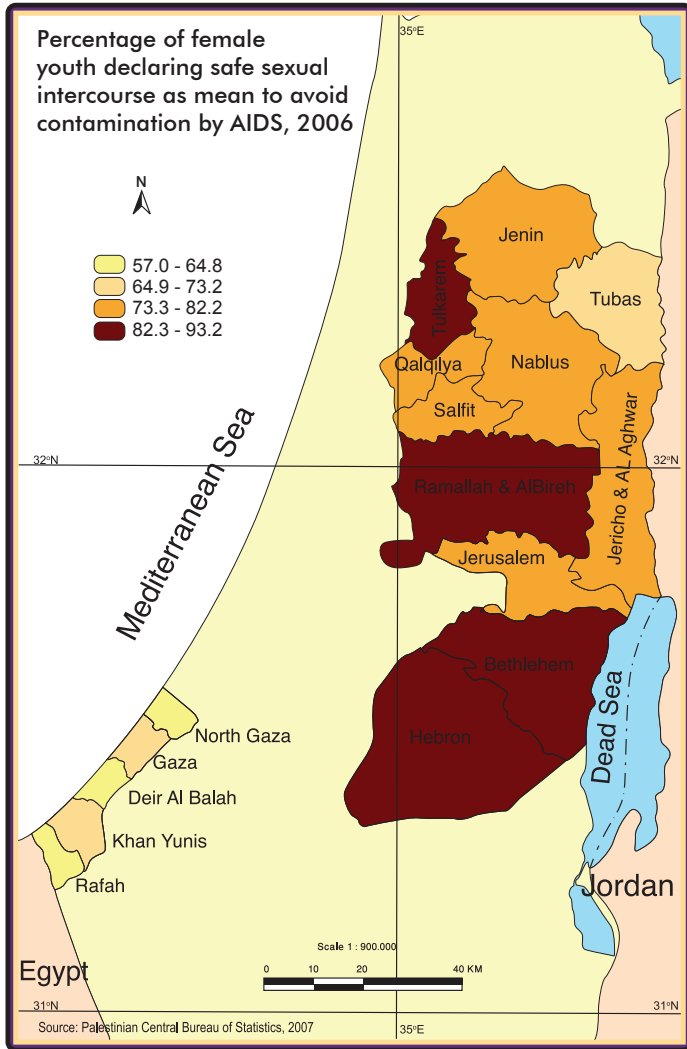 Percentage of female
youth declaring safe sexual
intercourse as mean to avoid
contamination by AIDS, 2006
35°E
N
57.0 - 64.8
64.9 - 73.2
73.3 - 82.2
82.3 - 93.2
Jenin
Tulkarem
Tubas
Qalqilya
Nablus
Salfit
Mediterranean Sea
32°N
32°N
Ramallah & AlBireh
Jericho & AL Aghwar
Jerusalem
Bethlehem
Hebron
Dead Sea
North Gaza
Gaza
Deir Al Balah
Khan Yunis
Rafah
Jordan
Egypt
Scale 1 : 900.000
0 10 20 40 KM
31°N
31°N
Source: Palestinian Central Bureau of Statistics, 2007
35°E